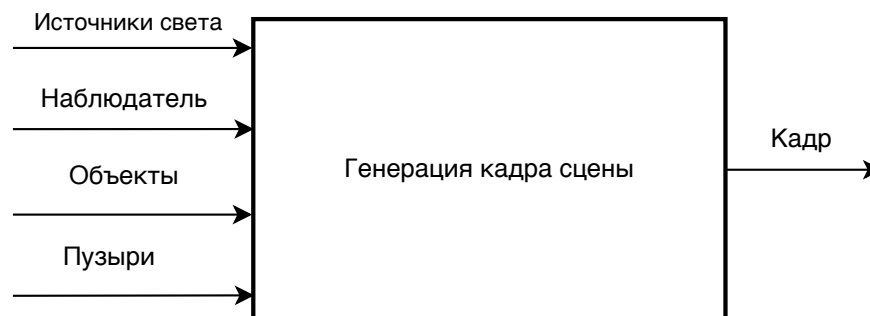 Источники света
Наблюдатель
Объекты
Пузыри
Генерация кадра сцены
Кадр